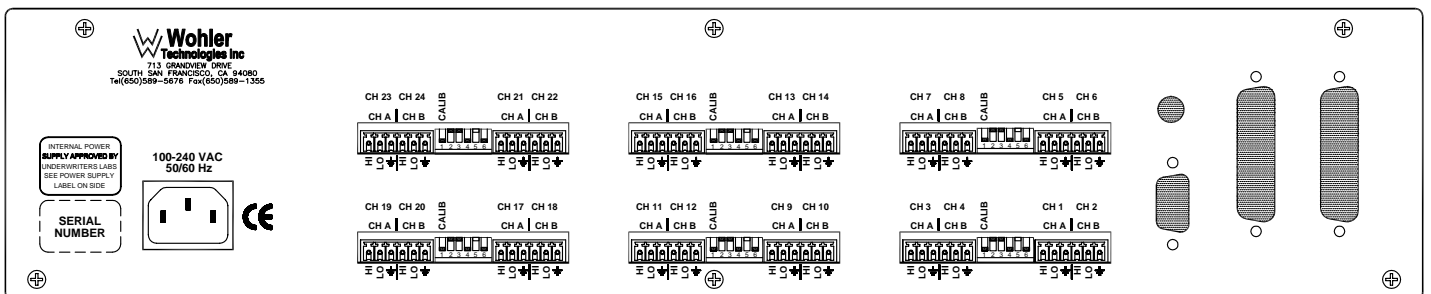 Wohler
Technologies Inc
713 GRANDVIEW DRIVE
SOUTH SAN FRANCISCO, CA 94080
Tel(650)589-5676 Fax(650)589-1355
INTERNAL POWER
SUPPLY APPROVED BY
UNDERWRITERS LABS
SEE POWER SUPPLY
LABEL ON SIDE
SERIAL
NUMBER
100-240 VAC
50/60 Hz
CE
CH 23 CH 24 CALIB CH 21 CH 22
CH A CH B CH A CH B
1 2 3 4 5 6
HI LO HI LO HI LO HI LO
CH 15 CH 16 CALIB CH 13 CH 14
CH A CH B CH A CH B
1 2 3 4 5 6
HI LO HI LO HI LO HI LO
CH 7 CH 8 CALIB CH 5 CH 6
CH A CH B CH A CH B
1 2 3 4 5 6
HI LO HI LO HI LO HI LO
CH 19 CH 20 CALIB CH 17 CH 18
CH A CH B CH A CH B
1 2 3 4 5 6
HI LO HI LO HI LO HI LO
CH 11 CH 12 CALIB CH 9 CH 10
CH A CH B CH A CH B
1 2 3 4 5 6
HI LO HI LO HI LO HI LO
CH 3 CH 4 CALIB CH 1 CH 2
CH A CH B CH A CH B
1 2 3 4 5 6
HI LO HI LO HI LO HI LO